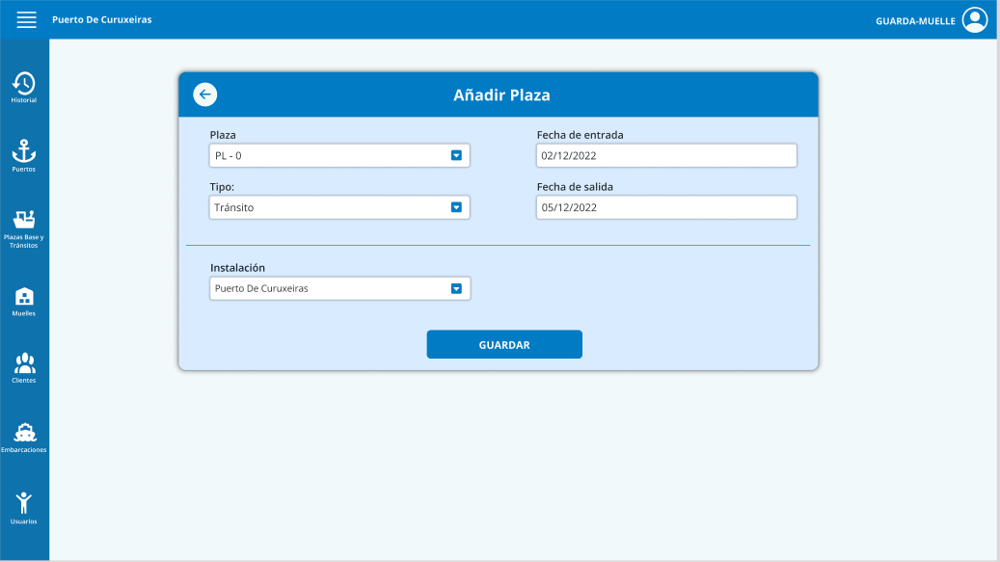 Puerto De Curuxeiras
GUARDA-MUELLE
Historial
Puertos
Plazas Base y
Tránsitos
Muelles
Clientes
Embarcaciones
Usuarios
Añadir Plaza
Plaza
PL - 0
Fecha de entrada
02/12/2022
Tipo:
Tránsito
Fecha de salida
05/12/2022
Instalación
Puerto De Curuxeiras
GUARDAR